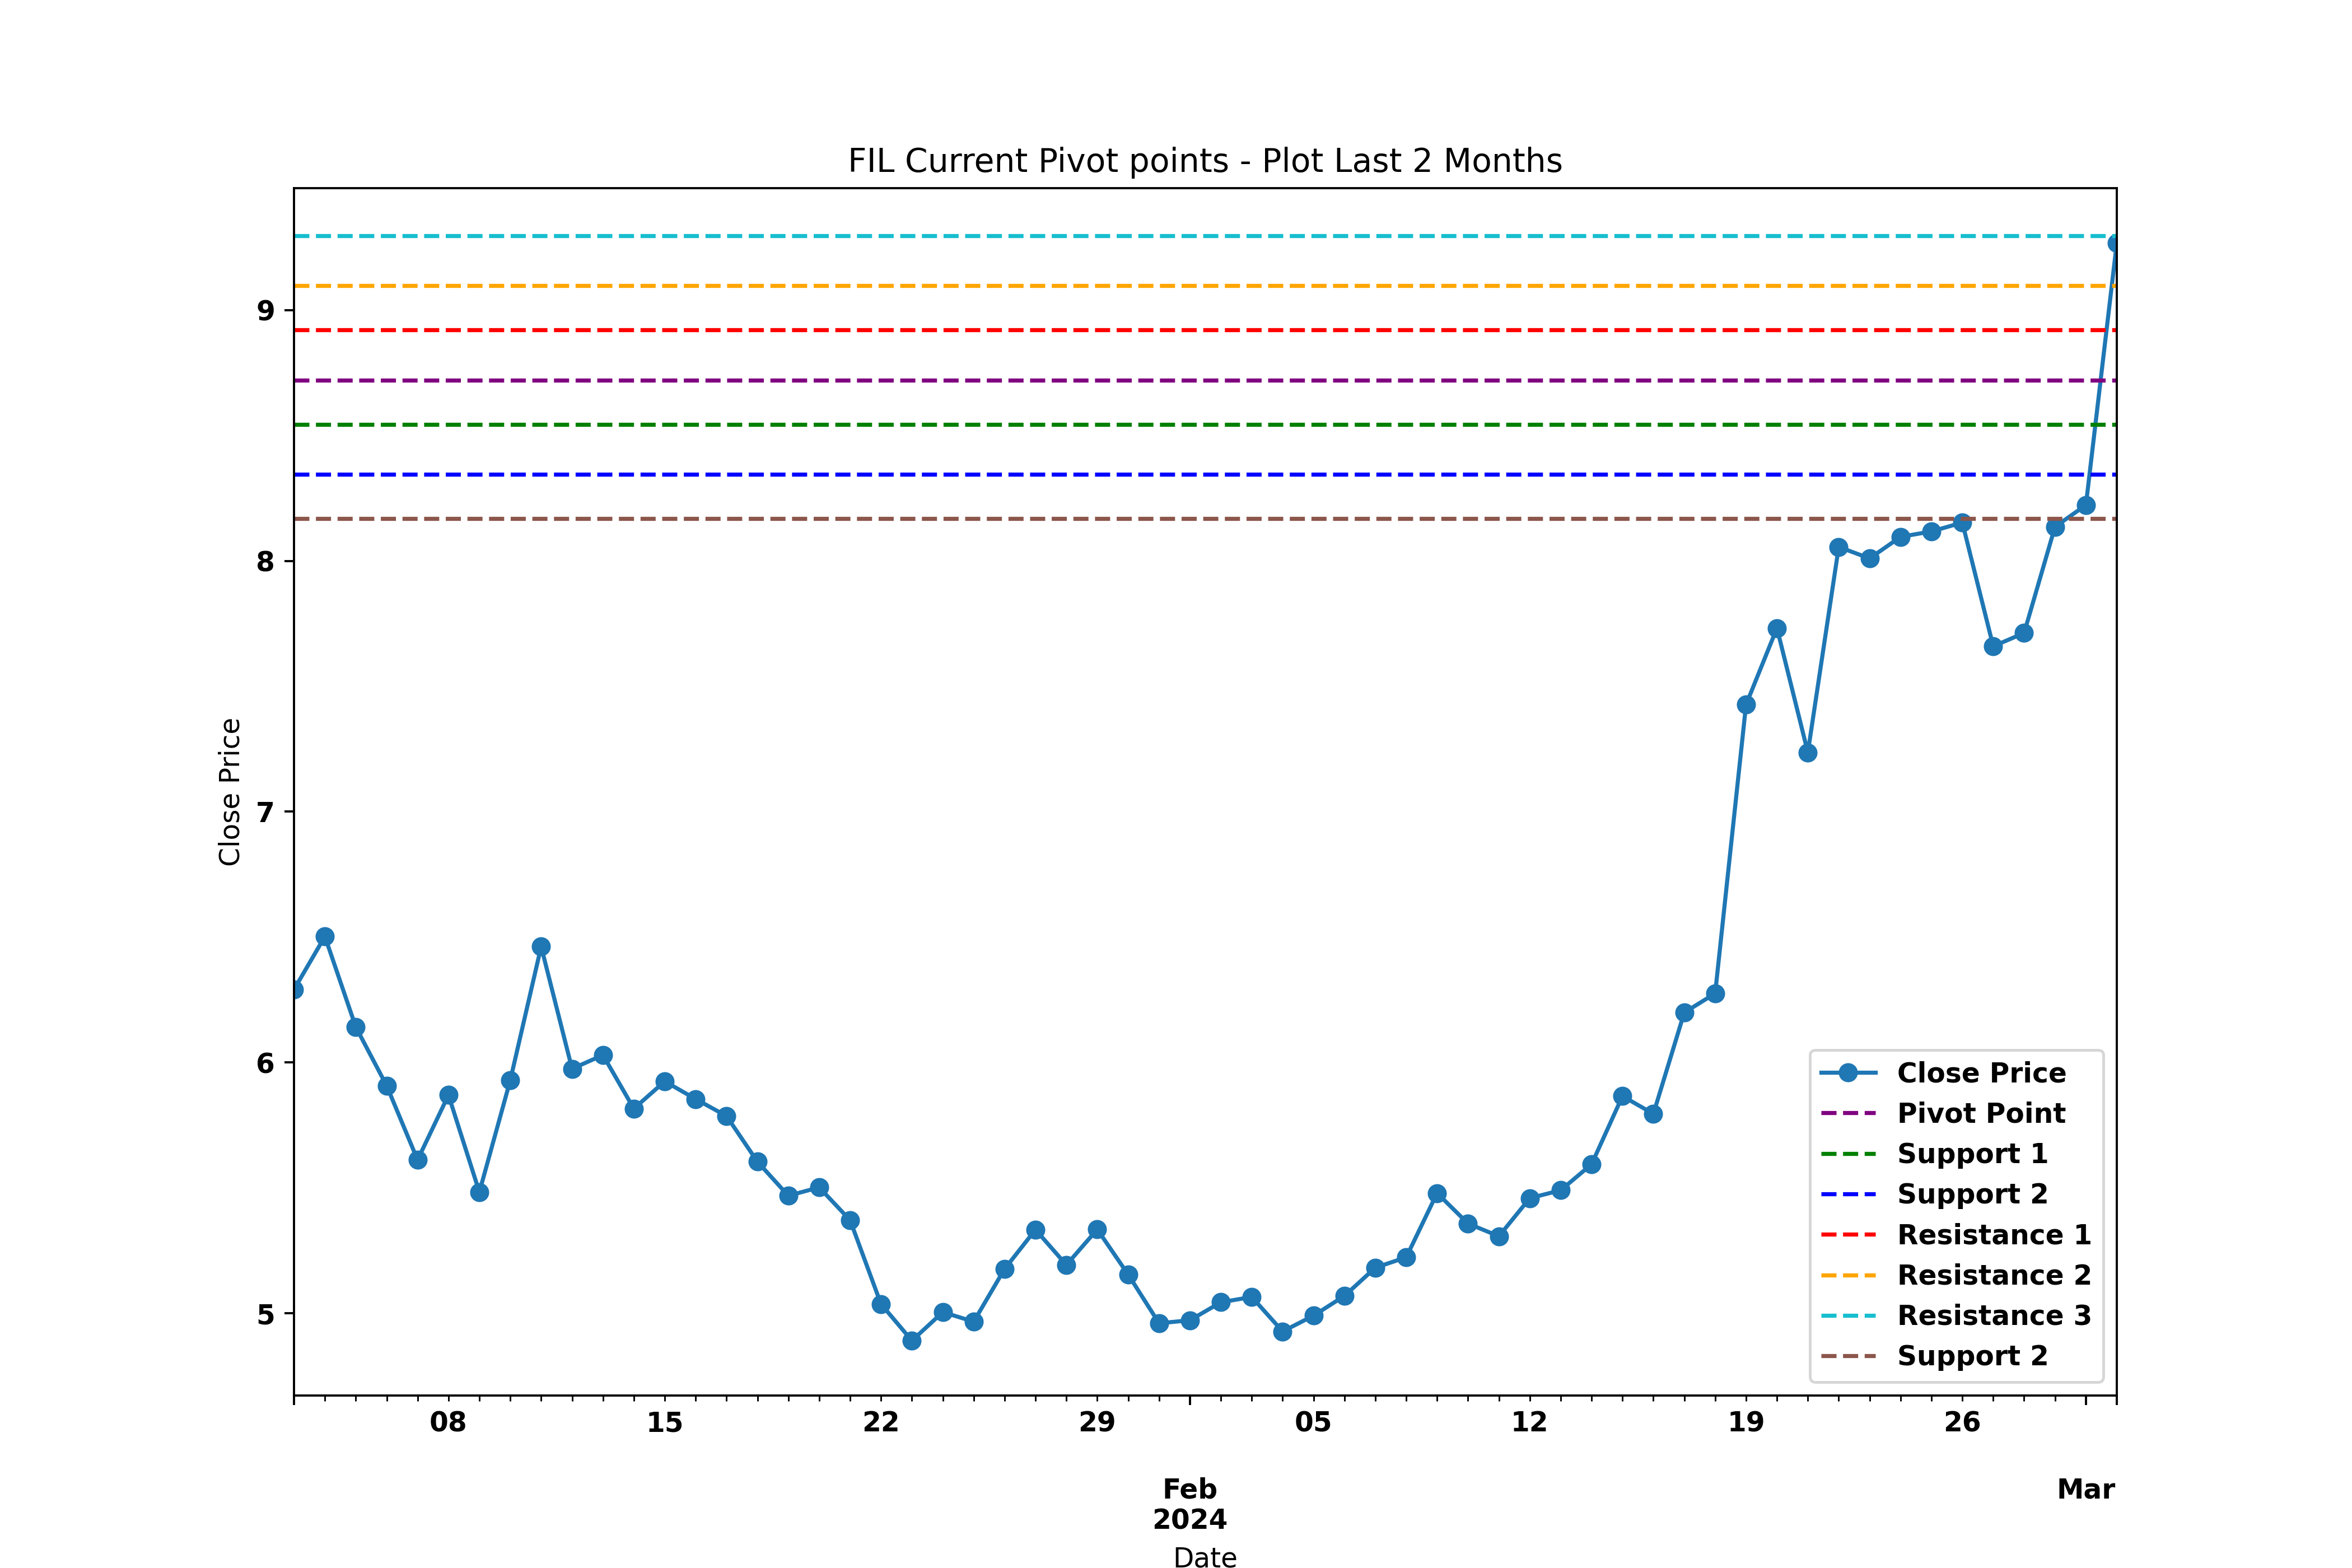 FIL Current Pivot points - Plot Last 2 Months
9
8
7
6
5
Close Price
Close Price
Pivot Point
Support 1
Support 2
Resistance 1
Resistance 2
Resistance 3
Support 2
08 15 22 29 05 12 19 26
Feb Mar
2024
Date